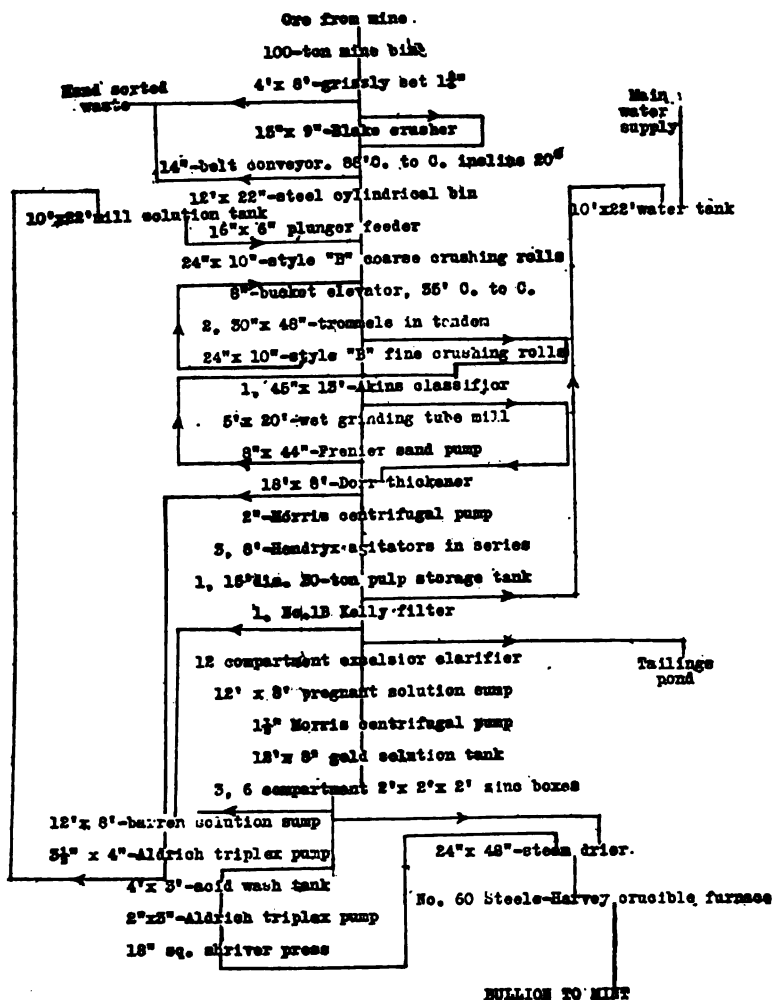 Ore from mine.
100-ton mine bin
4'x 8'-grizzly set 1½"
Hand sorted
waste
Main
water
supply
15"x 9"-Blake crusher
14"-belt conveyor. 88'C. to C. incline 20°
12'x 22"-steel cylindrical bin
10'x22'mill solution tank
10'x22'water tank
16"x 6" plunger feeder
24"x 10"-style "B" coarse crushing rolls
8"-bucket elevator, 35' C. to C.
2, 30"x 48"-trommels in tandem
24"x 10"-style "B" fine crushing rolls
1, 45"x 13'-Akins classifier
5'x 20'-wet grinding tube mill
8"x 44"-Frenier sand pump
18'x 8'-Dorr thickener
2"-Morris centrifugal pump
3, 8'-Hendryx agitators in series
1, 15'dia. 20-ton pulp storage tank
1, No.1B Kelly filter
12 compartment excelsior clarifier
Tailings
pond
12' x 8' pregnant solution sump
1½" Morris centrifugal pump
12'x 8' gold solution tank
3, 6 compartment 2'x 2'x 2' zinc boxes
12'x 8'-barren solution sump
3½" x 4"-Aldrich triplex pump
24"x 48"-steam drier.
4'x 3'-acid wash tank
No. 60 Steele-Harvey crucible furnace
2"x3"-Aldrich triplex pump
18" sq. shriver press
BULLION TO MINT